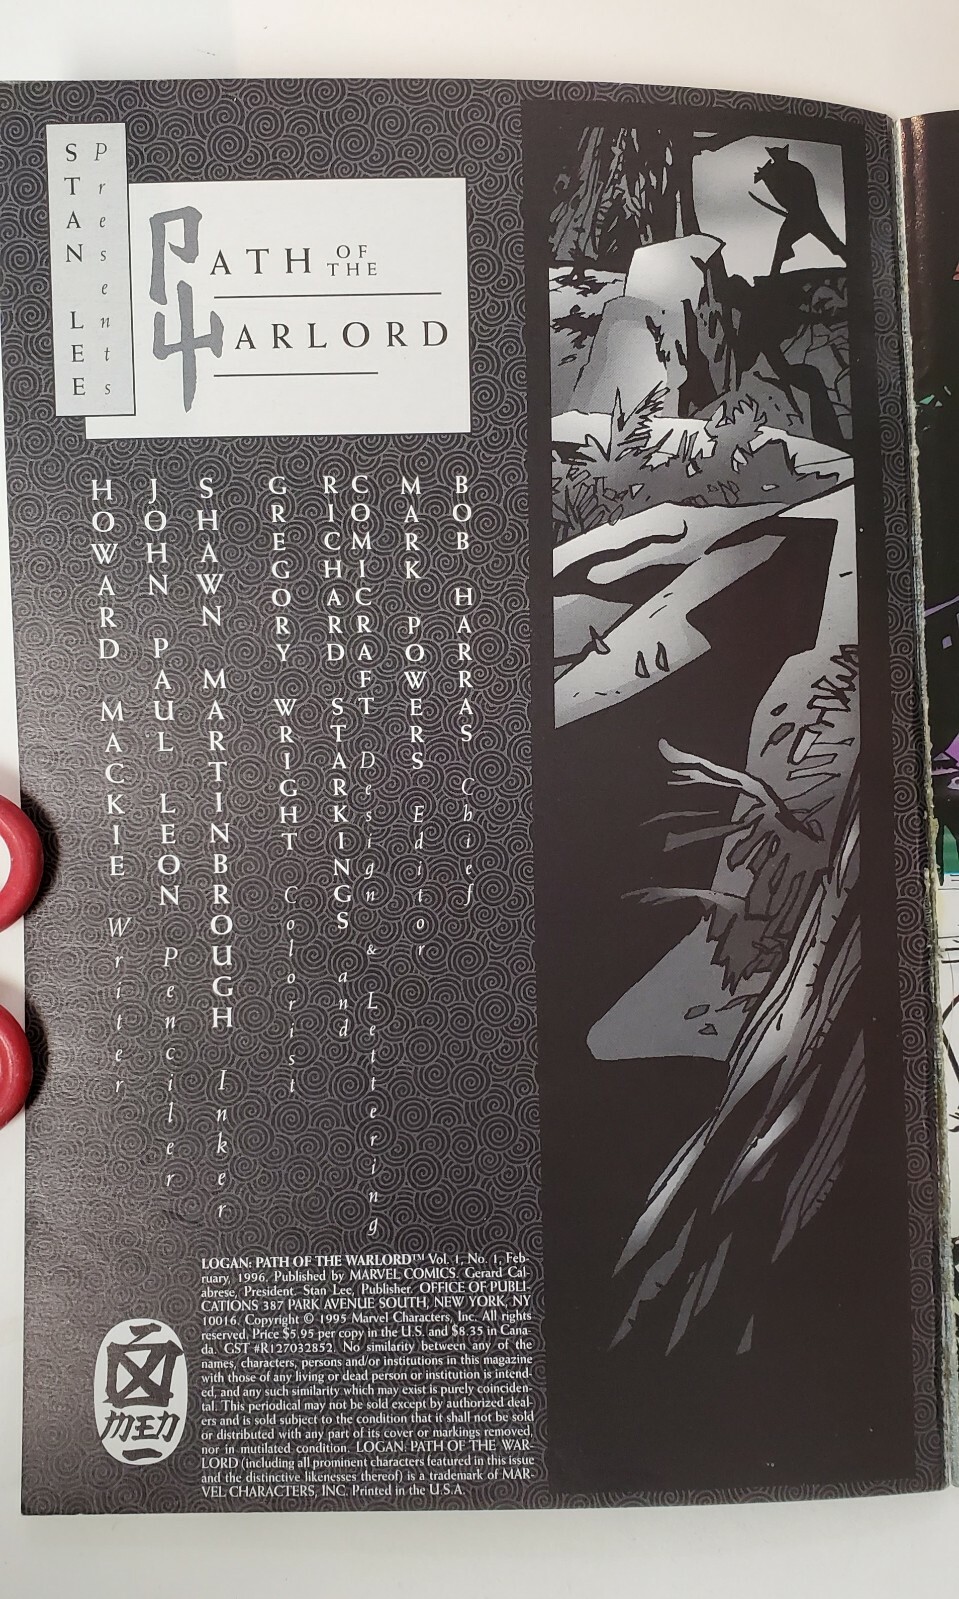 STAN LEE
Presents
PATH OF THE
WARLORD
HOWARD MACKIE Writer
JOHN PAUL LEON Penciler
SHAWN MARTINBROUGH Inker
GREGORY WRIGHT Colorist
RICHARD STARKINGS and
COMICRAFT Design & Lettering
MARK POWERS Editor
BOB HARRAS Chief
LOGAN: PATH OF THE WARLORD™ Vol. 1, No. 1, Feb-
ruary, 1996. Published by MARVEL COMICS. Gerard Cal-
abrese, President. Stan Lee, Publisher. OFFICE OF PUBLI-
CATIONS 387 PARK AVENUE SOUTH, NEW YORK, NY
10016. Copyright © 1995 Marvel Characters, Inc. All rights
reserved. Price $5.95 per copy in the U.S. and $8.35 in Cana-
da. GST #R127032852. No similarity between any of the
names, characters, persons and/or institutions in this magazine
with those of any living or dead person or institution is intend-
ed, and any such similarity which may exist is purely coinciden-
tal. This periodical may not be sold except by authorized deal-
ers and is sold subject to the condition that it shall not be sold
or distributed with any part of its cover or markings removed,
nor in mutilated condition. LOGAN: PATH OF THE WAR-
LORD (including all prominent characters featured in this issue
and the distinctive likenesses thereof) is a trademark of MAR-
VEL CHARACTERS, INC. Printed in the U.S.A.
X
MEN